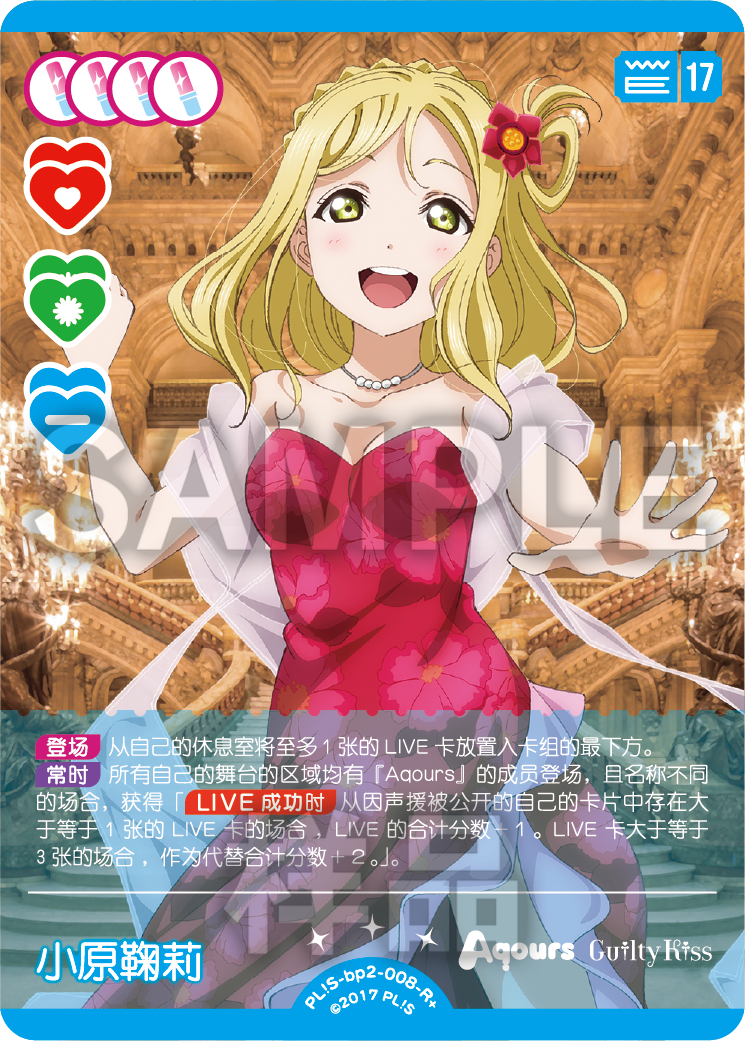 17
SAMPLE
登场 从自己的休息室将至多1张的 LIVE 卡放置入卡组的最下方。
常时 所有自己的舞台的区域均有『Aqours』的成员登场，且名称不同
的场合，获得「 LIVE 成功时 从因声援被公开的自己的卡片中存在大
于等于 1 张的 LIVE 卡的场合 ，LIVE 的合计分数＋1 。LIVE 卡大于等于
3 张的场合 ，作为代替合计分数＋2 。」。
样品
小原鞠莉
Aqours GuiltyKiss
PL!S-bp2-008-R+
©2017 PL!S